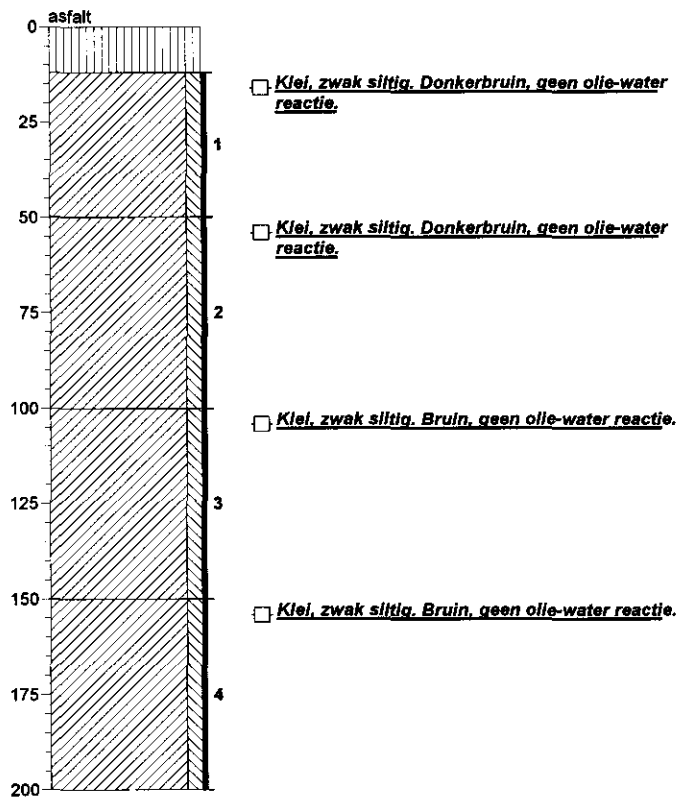 asfalt
0
Klei, zwak siltig. Donkerbruin, geen olie-water
reactie.
25
1
50
Klei, zwak siltig. Donkerbruin, geen olie-water
reactie.
75
2
100
Klei, zwak siltig. Bruin, geen olie-water reactie.
125
3
150
Klei, zwak siltig. Bruin, geen olie-water reactie.
175
4
200